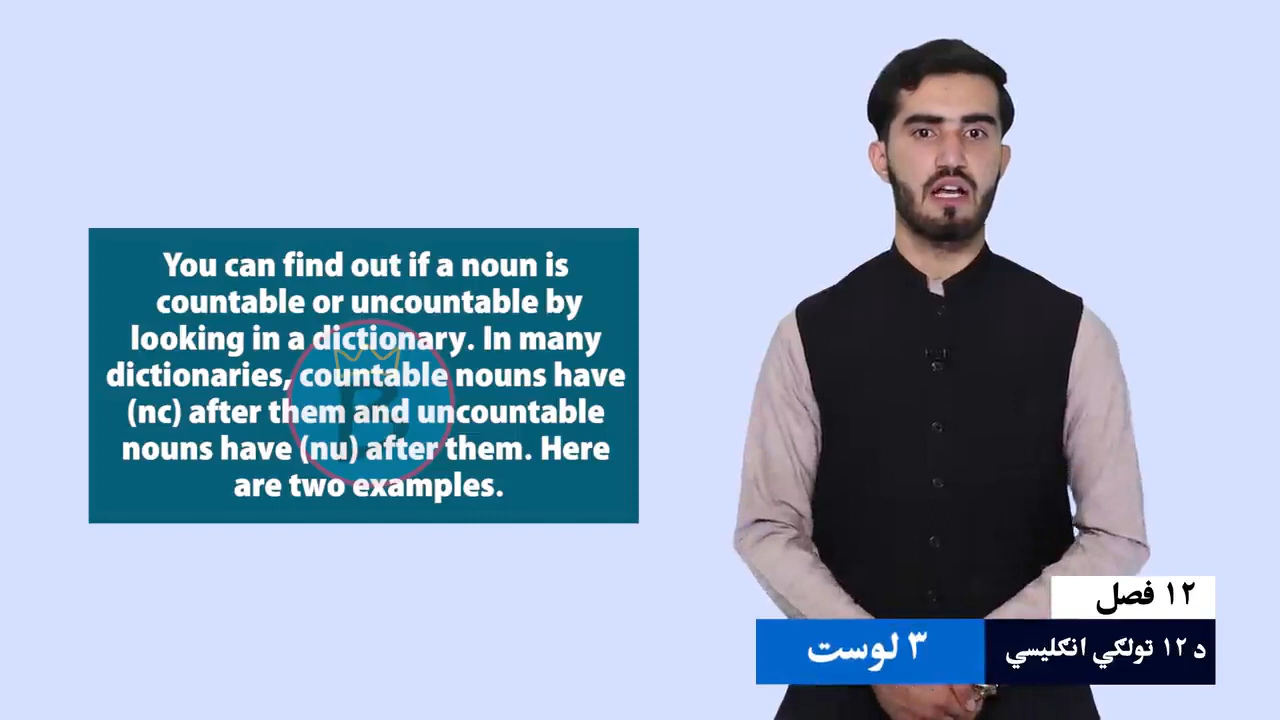 You can find out if a noun is
countable or uncountable by
looking in a dictionary. In many
dictionaries, countable nouns have
(nc) after them and uncountable
nouns have (nu) after them. Here
are two examples.
۱۲ فصل
د ۱۲ ټولګي انګلیسي
۳ لوست